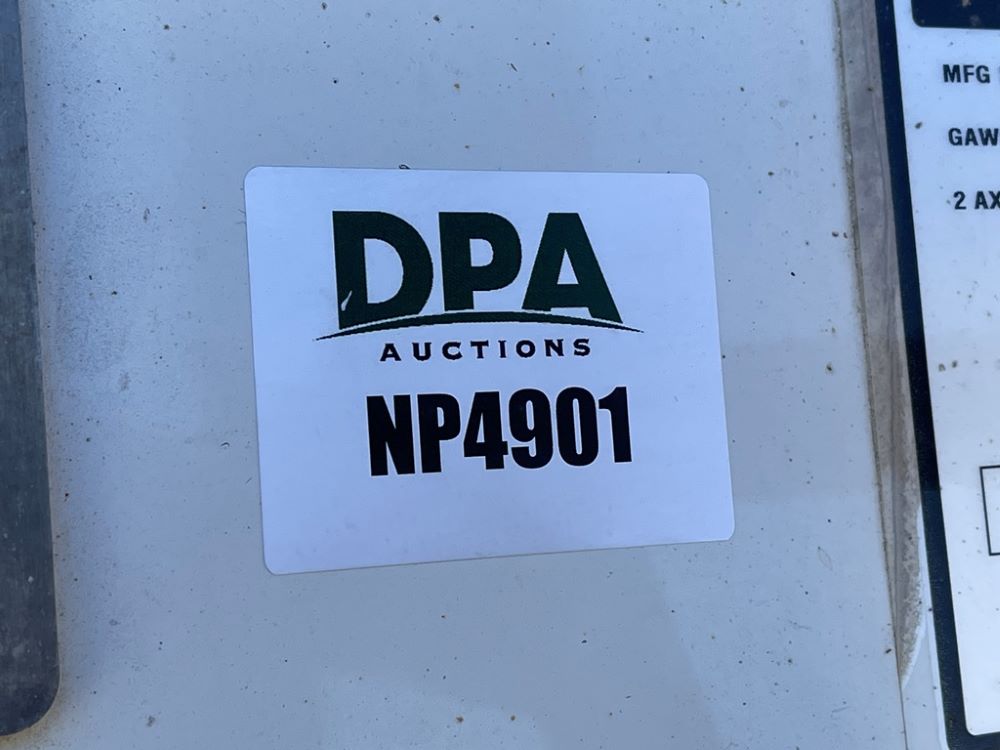 DPA
AUCTIONS
NP4901
MFG
GAW
2 AX